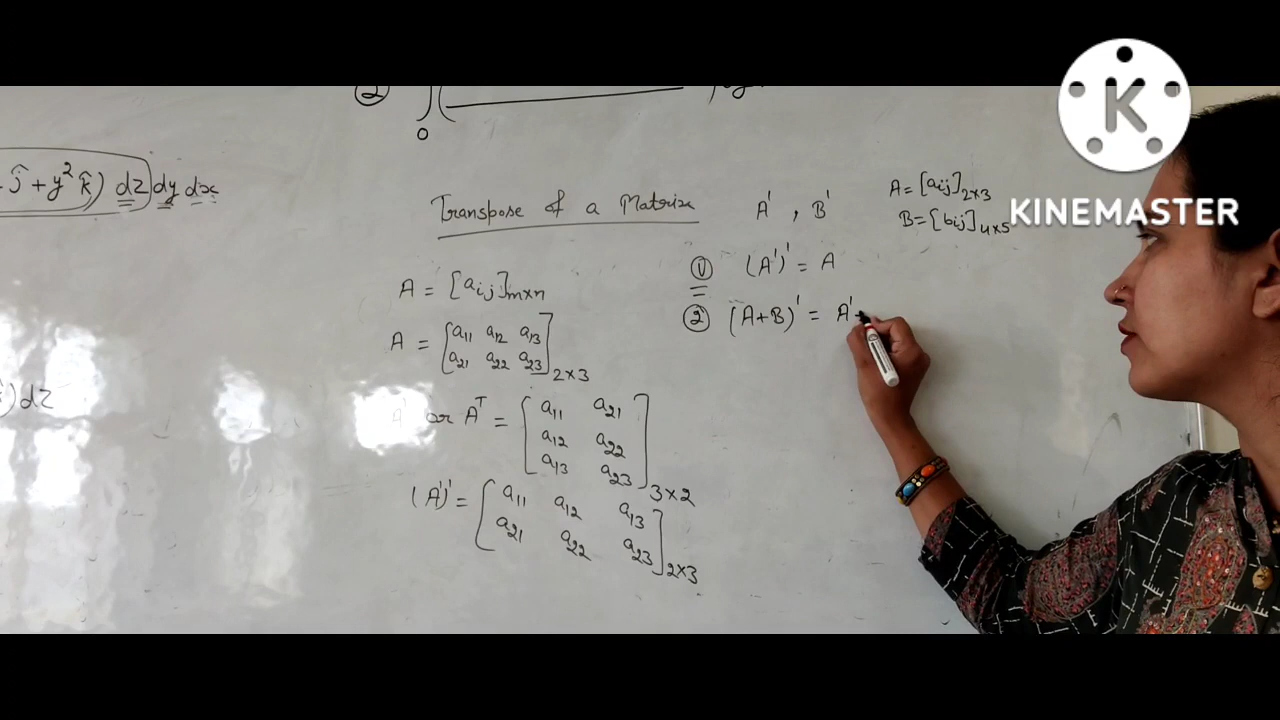 ②
∫
0
ĵ + y² k̂) dz dy dx
) dz
Transpose of a Matrix
A = [aij]m×n
A = [a11 a12 a13
a21 a22 a23]2×3
A' or Aᵀ = [a11 a21
a12 a22
a13 a23]3×2
(A')' = [a11 a12 a13
a21 a22 a23]2×3
A' , B'
① (A')' = A
② (A+B)' = A'+
A = [aij]2×3
B = [bij]4×5
KINEMASTER